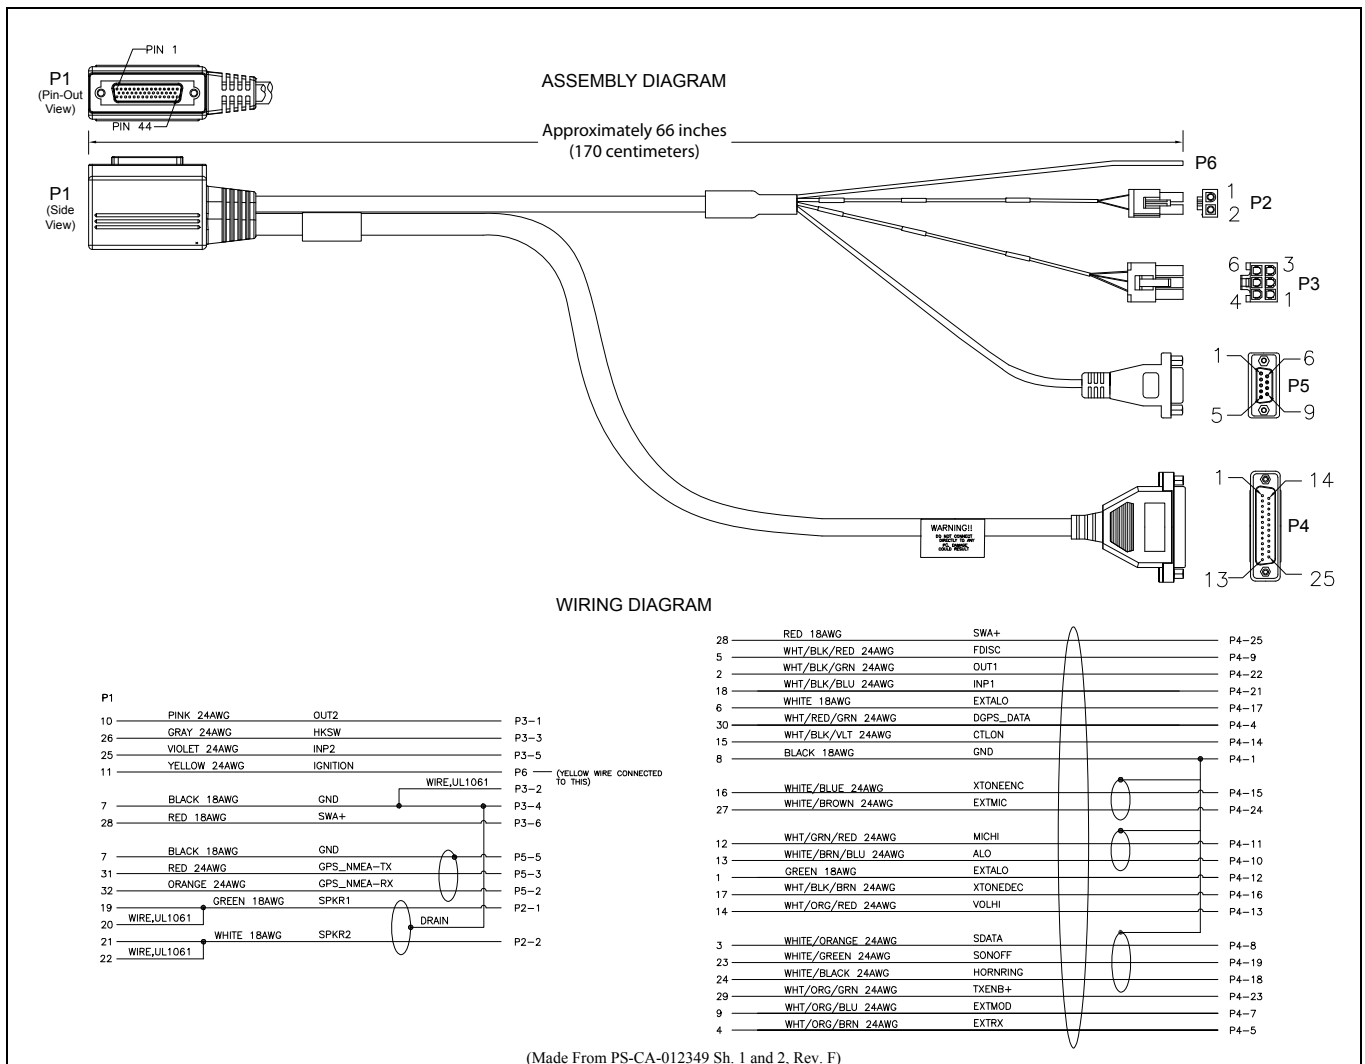 PIN 1
P1
(Pin-Out
View)
PIN 44
ASSEMBLY DIAGRAM
Approximately 66 inches
(170 centimeters)
P1
(Side
View)
P6
1
2
P2
6
3
4
1
P3
1
6
5
9
P5
1
14
13
25
P4
WARNING!!
DO NOT CONNECT
DIRECTLY TO ANY
PC, DAMAGE
COULD RESULT
WIRING DIAGRAM
P1
10 PINK 24AWG OUT2 P3-1
26 GRAY 24AWG HKSW P3-3
25 VIOLET 24AWG INP2 P3-5
11 YELLOW 24AWG IGNITION P6 (YELLOW WIRE CONNECTED
TO THIS)
WIRE,UL1061 P3-2
7 BLACK 18AWG GND P3-4
28 RED 18AWG SWA+ P3-6
7 BLACK 18AWG GND P5-5
31 RED 24AWG GPS_NMEA-TX P5-3
32 ORANGE 24AWG GPS_NMEA-RX P5-2
19 GREEN 18AWG SPKR1 P2-1
20 WIRE,UL1061
DRAIN
21 WHITE 18AWG SPKR2 P2-2
22 WIRE,UL1061
28 RED 18AWG SWA+ P4-25
5 WHT/BLK/RED 24AWG FDISC P4-9
2 WHT/BLK/GRN 24AWG OUT1 P4-22
18 WHT/BLK/BLU 24AWG INP1 P4-21
6 WHITE 18AWG EXTALO P4-17
30 WHT/RED/GRN 24AWG DGPS_DATA P4-4
15 WHT/BLK/VLT 24AWG CTLON P4-14
8 BLACK 18AWG GND P4-1
16 WHITE/BLUE 24AWG XTONEENC P4-15
27 WHITE/BROWN 24AWG EXTMIC P4-24
12 WHT/GRN/RED 24AWG MICHI P4-11
13 WHITE/BRN/BLU 24AWG ALO P4-10
1 GREEN 18AWG EXTALO P4-12
17 WHT/BLK/BRN 24AWG XTONEDEC P4-16
14 WHT/ORG/RED 24AWG VOLHI P4-13
3 WHITE/ORANGE 24AWG SDATA P4-8
23 WHITE/GREEN 24AWG SONOFF P4-19
24 WHITE/BLACK 24AWG HORNRING P4-18
29 WHT/ORG/GRN 24AWG TXENB+ P4-23
9 WHT/ORG/BLU 24AWG EXTMOD P4-7
4 WHT/ORG/BRN 24AWG EXTRX P4-5
(Made From PS-CA-012349 Sh. 1 and 2, Rev. F)